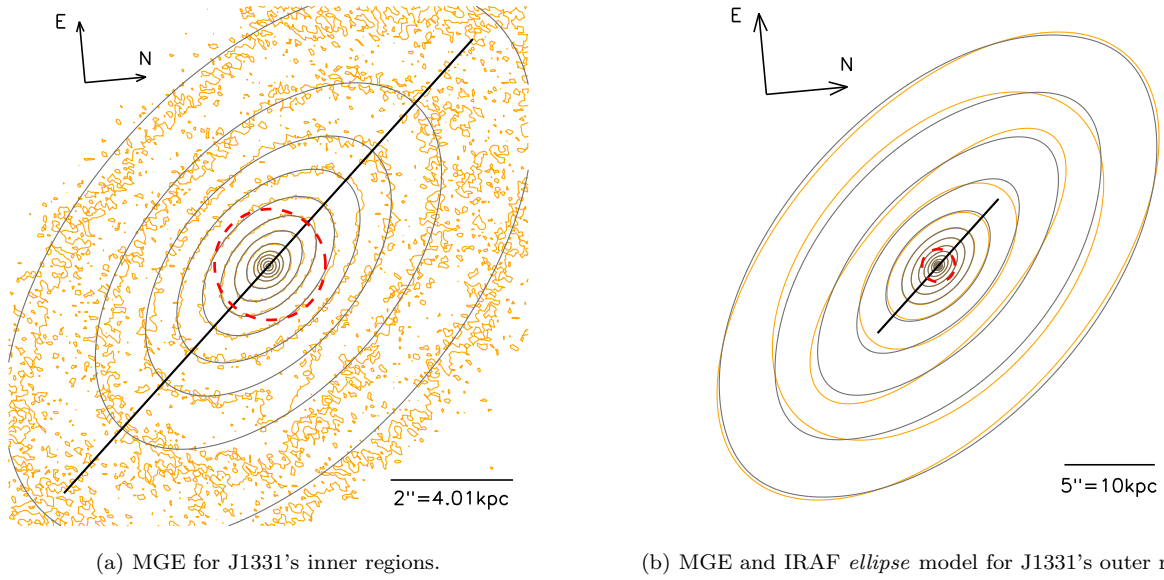 E
N
2''=4.01kpc
E
N
5''=10kpc
(a) MGE for J1331's inner regions.
(b) MGE and IRAF ellipse model for J1331's outer r